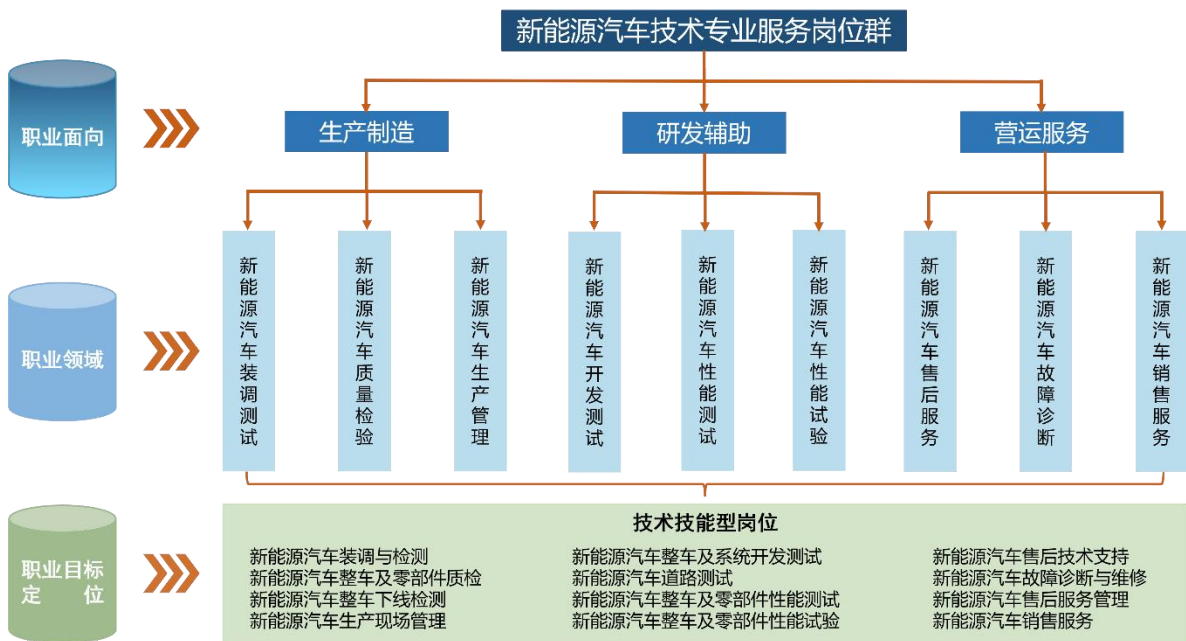 新能源汽车技术专业服务岗位群
职业面向
生产制造
研发辅助
营运服务
职业领域
新能源汽车装调测试
新能源汽车质量检验
新能源汽车生产管理
新能源汽车开发测试
新能源汽车性能测试
新能源汽车性能试验
新能源汽车售后服务
新能源汽车故障诊断
新能源汽车销售服务
职业目标
定 位
技术技能型岗位
新能源汽车装调与检测
新能源汽车整车及零部件质检
新能源汽车整车下线检测
新能源汽车生产现场管理
新能源汽车整车及系统开发测试
新能源汽车道路测试
新能源汽车整车及零部件性能测试
新能源汽车整车及零部件性能试验
新能源汽车售后技术支持
新能源汽车故障诊断与维修
新能源汽车售后服务管理
新能源汽车销售服务